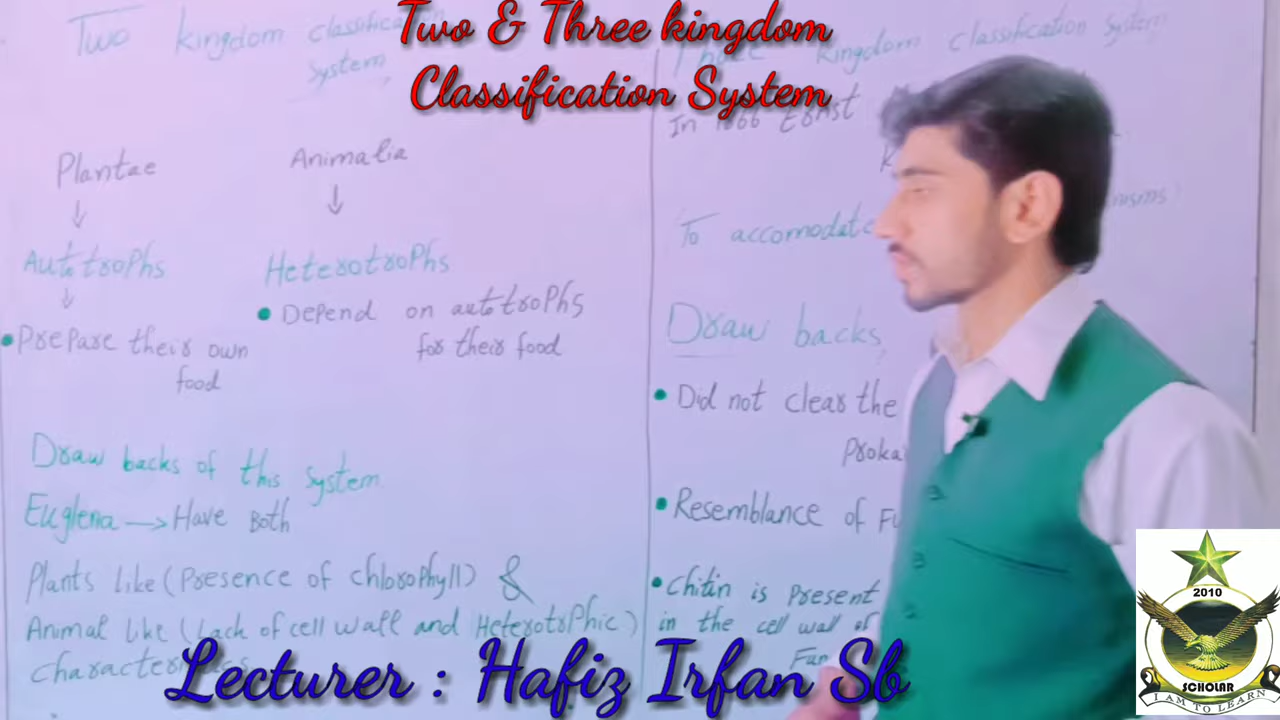 Two & Three kingdom
Classification System
Two kingdom classification
System
Plantae
Animalia
Autotrophs
Heterotrophs
Prepare their own
food
Depend on autotrophs
for their food
Draw backs of this System
Euglena → Have Both
Plants like (Presence of chlorophyll) &
Animal like (Lack of cell wall and Heterotrophic)
Kingdom classification System
In 1866 Ernst
To accomodate
Draw backs
Did not clear the
Resemblance of
chitin is present
in the cell wall of
Lecturer : Hafiz Irfan Sb
2010
SCHOLAR
I AM TO LEARN